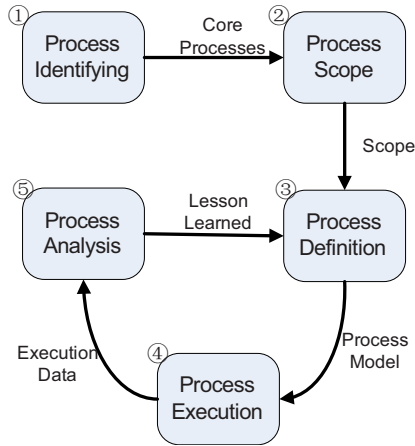 ①
Process
Identifying
Core
Processes
②
Process
Scope
Scope
⑤
Process
Analysis
Lesson
Learned
③
Process
Definition
Execution
Data
④
Process
Execution
Process
Model